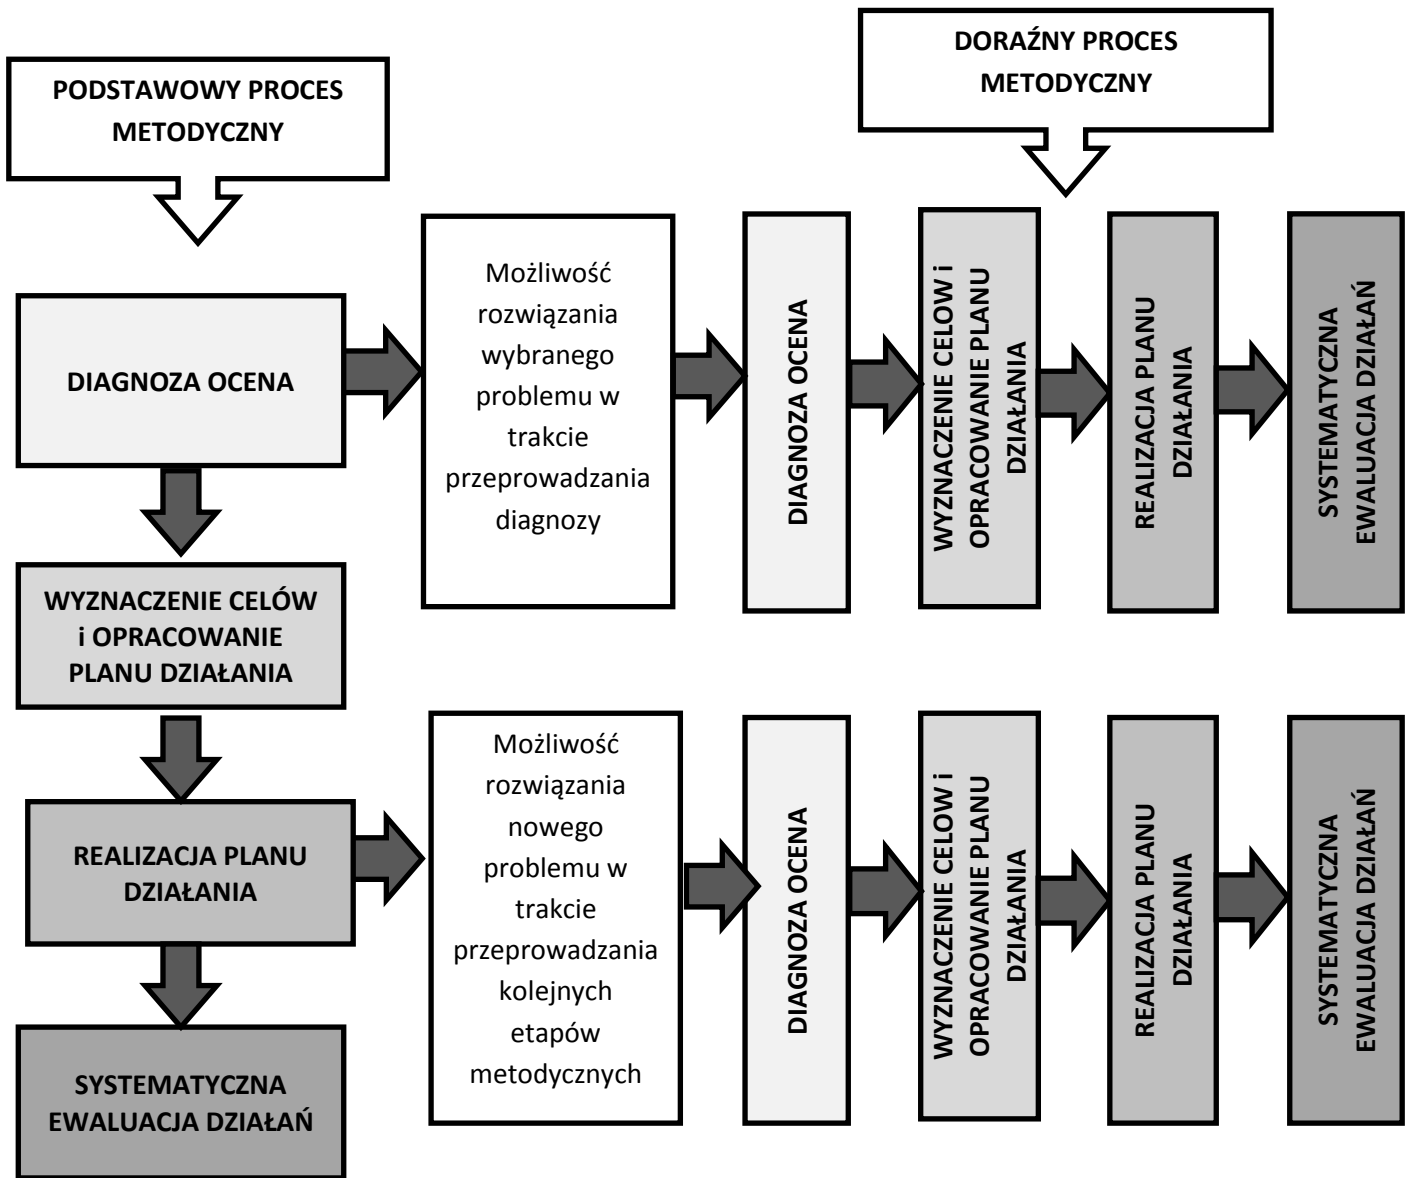 PODSTAWOWY PROCES
METODYCZNY
DORAŹNY PROCES
METODYCZNY
DIAGNOZA OCENA
Możliwość
rozwiązania
wybranego
problemu w
trakcie
przeprowadzania
diagnozy
DIAGNOZA OCENA
WYZNACZENIE CELOW i
OPRACOWANIE PLANU
DZIAŁANIA
REALIZACJA PLANU
DZIAŁANIA
SYSTEMATYCZNA
EWALUACJA DZIAŁAŃ
WYZNACZENIE CELÓW
i OPRACOWANIE
PLANU DZIAŁANIA
REALIZACJA PLANU
DZIAŁANIA
Możliwość
rozwiązania
nowego
problemu w
trakcie
przeprowadzania
kolejnych
etapów
metodycznych
DIAGNOZA OCENA
WYZNACZENIE CELOW i
OPRACOWANIE PLANU
DZIAŁANIA
REALIZACJA PLANU
DZIAŁANIA
SYSTEMATYCZNA
EWALUACJA DZIAŁAŃ
SYSTEMATYCZNA
EWALUACJA DZIAŁAŃ